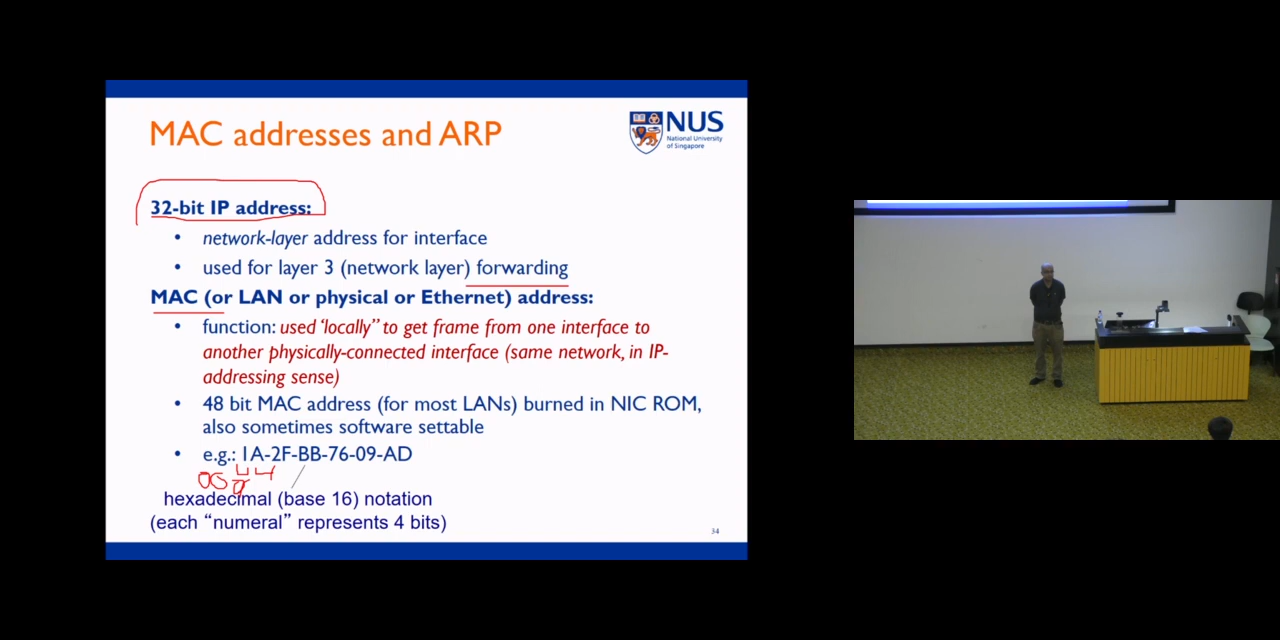 MAC addresses and ARP
NUS
National University
of Singapore
32-bit IP address:
• network-layer address for interface
• used for layer 3 (network layer) forwarding
MAC (or LAN or physical or Ethernet) address:
• function: used ‘locally” to get frame from one interface to
another physically-connected interface (same network, in IP-
addressing sense)
• 48 bit MAC address (for most LANs) burned in NIC ROM,
also sometimes software settable
• e.g.: 1A-2F-BB-76-09-AD
hexadecimal (base 16) notation
(each “numeral” represents 4 bits)
34